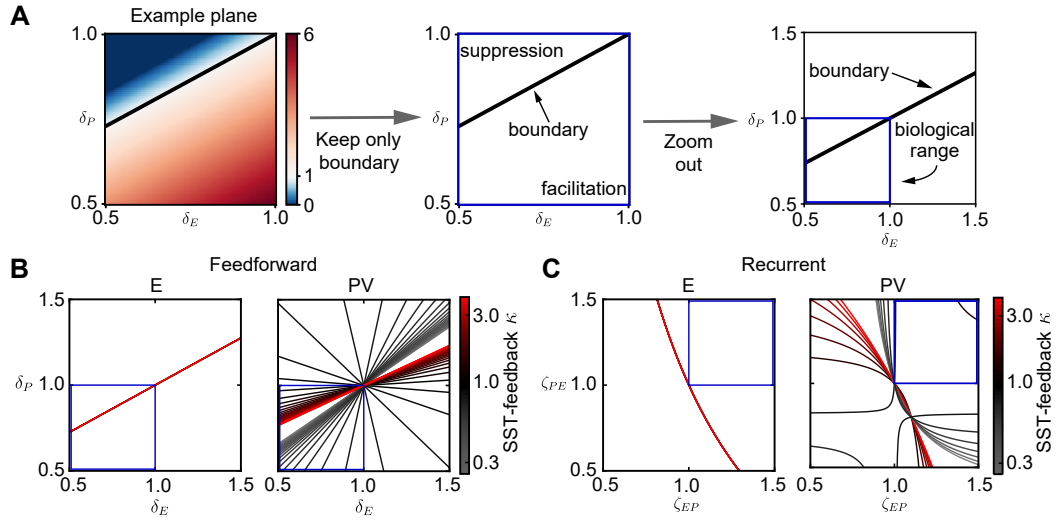 A
Example plane
1.0
δP
0.5
0.5
δE
1.0
6
1
0
Keep only
boundary
1.0
suppression
δP
boundary
facilitation
0.5
0.5
δE
1.0
Zoom
out
1.5
boundary
δP
1.0
biological
range
0.5
0.5
1.0
1.5
δE
B
Feedforward
E
PV
1.5
δP
1.0
0.5
0.5
1.0
1.5
δE
0.5
1.0
1.5
δE
3.0
1.0
0.3
SST-feedback κ
C
Recurrent
E
PV
1.5
ζPE
1.0
0.5
0.5
1.0
1.5
ζEP
0.5
1.0
1.5
ζEP
3.0
1.0
0.3
SST-feedback κ